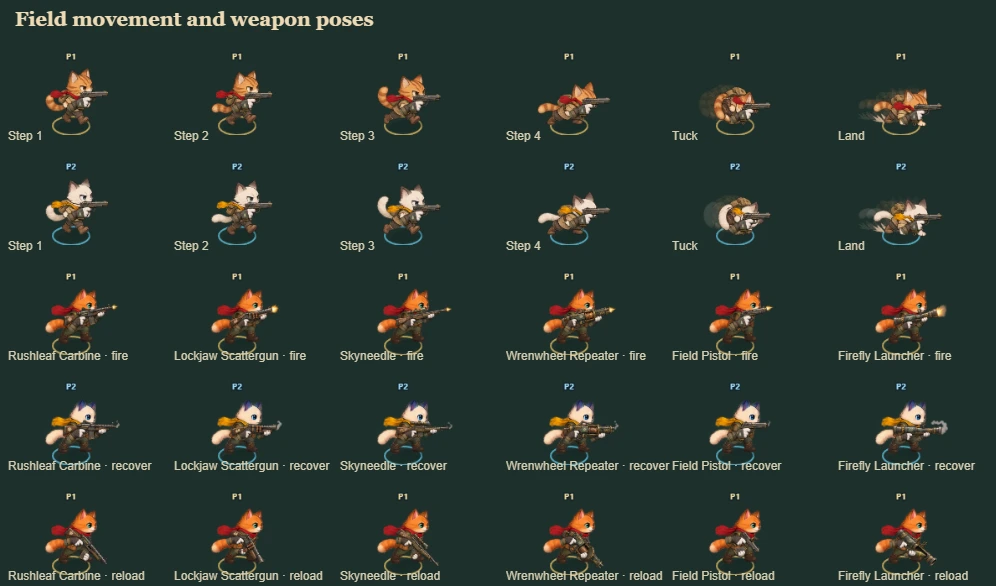 Field movement and weapon poses
P1 P1 P1 P1 P1 P1
Step 1 Step 2 Step 3 Step 4 Tuck Land
P2 P2 P2 P2 P2 P2
Step 1 Step 2 Step 3 Step 4 Tuck Land
P1 P1 P1 P1 P1 P1
Rushleaf Carbine · fire Lockjaw Scattergun · fire Skyneedle · fire Wrenwheel Repeater · fire Field Pistol · fire Firefly Launcher · fire
P2 P2 P2 P2 P2 P2
Rushleaf Carbine · recover Lockjaw Scattergun · recover Skyneedle · recover Wrenwheel Repeater · recover Field Pistol · recover Firefly Launcher · recover
P1 P1 P1 P1 P1 P1
Rushleaf Carbine · reload Lockjaw Scattergun · reload Skyneedle · reload Wrenwheel Repeater · reload Field Pistol · reload Firefly Launcher · reload